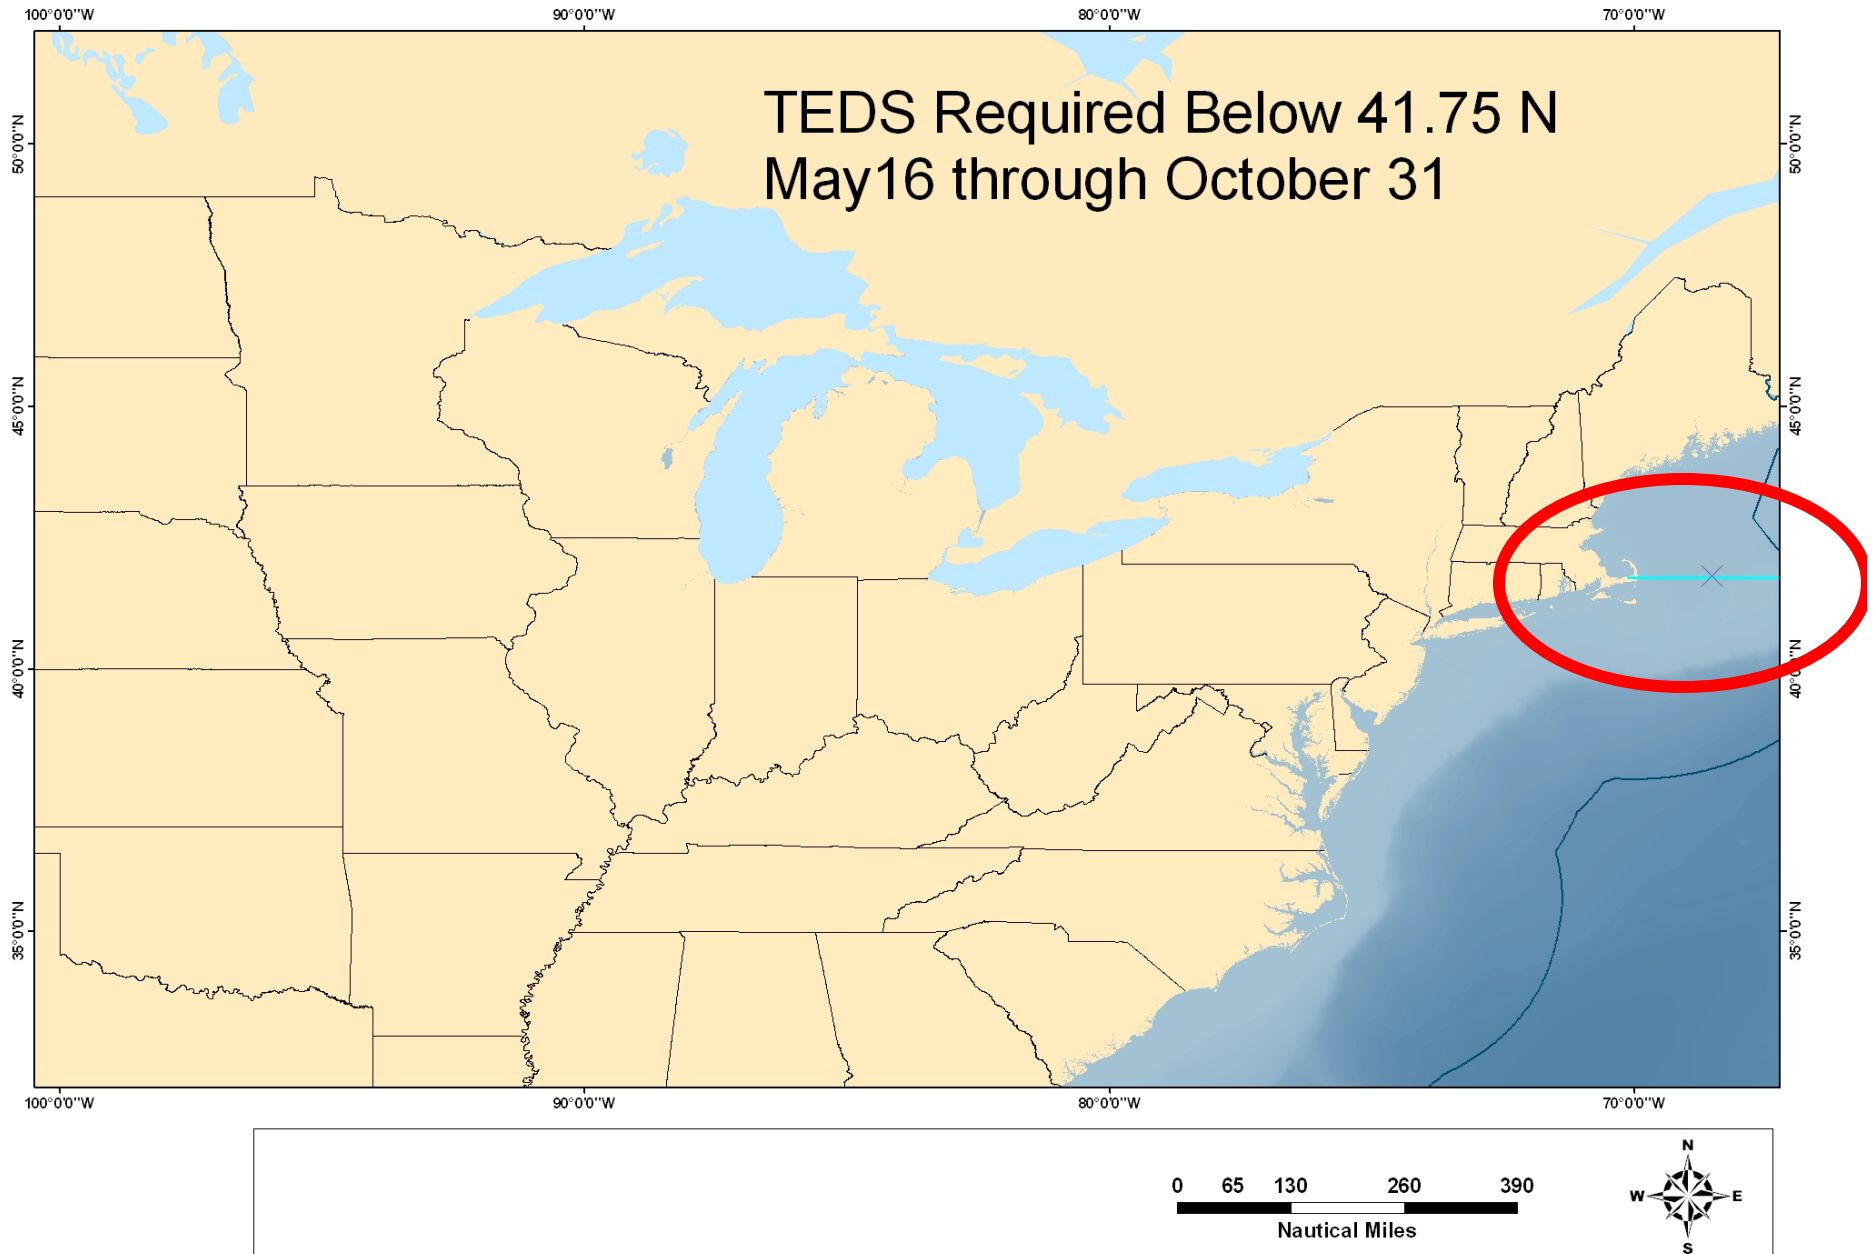 100°0'0"W 90°0'0"W 80°0'0"W 70°0'0"W
TEDS Required Below 41.75 N
May16 through October 31
50°0'0"N 50°0'0"N
45°0'0"N 45°0'0"N
40°0'0"N 40°0'0"N
35°0'0"N 35°0'0"N
100°0'0"W 90°0'0"W 80°0'0"W 70°0'0"W
N
0 65 130 260 390
W E
Nautical Miles
S